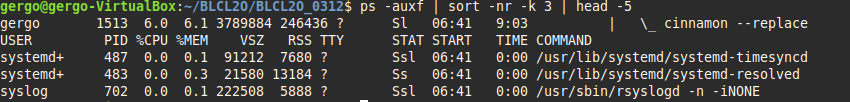 gergo@gergo-VirtualBox:~/BLCL2O/BLCL2O_0312$ ps -auxf | sort -nr -k 3 | head -5
gergo 1513 6.0 6.1 3789884 246436 ? Sl 06:41 9:03 | \_ cinnamon --replace
USER PID %CPU %MEM VSZ RSS TTY STAT START TIME COMMAND
systemd+ 487 0.0 0.1 91212 7680 ? Ssl 06:41 0:00 /usr/lib/systemd/systemd-timesyncd
systemd+ 483 0.0 0.3 21580 13184 ? Ss 06:41 0:00 /usr/lib/systemd/systemd-resolved
syslog 702 0.0 0.1 222508 5888 ? Ssl 06:41 0:00 /usr/sbin/rsyslogd -n -iNONE